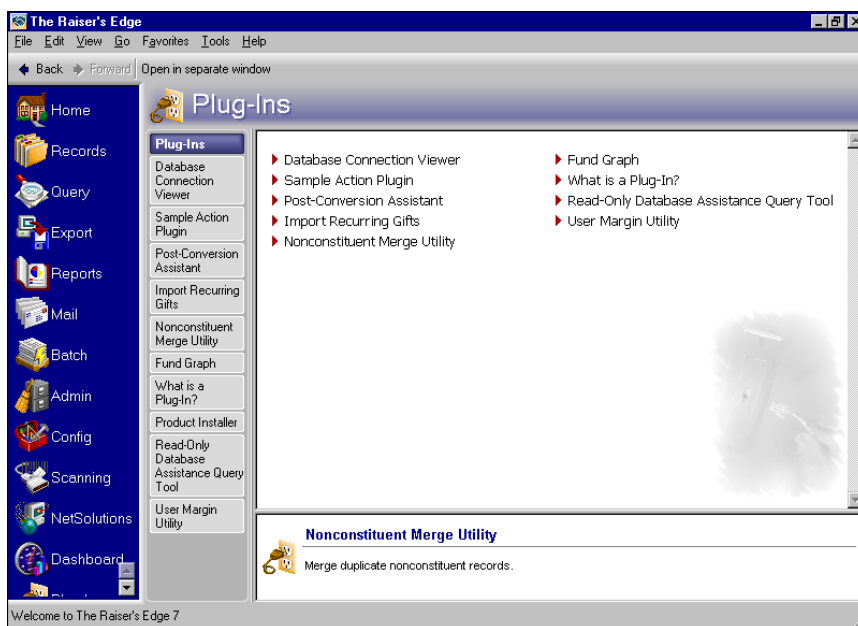 The Raiser's Edge
File Edit View Go Favorites Tools Help
Back Forward Open in separate window
Plug-Ins
Home
Records
Query
Export
Reports
Mail
Batch
Admin
Config
Scanning
NetSolutions
Dashboard
Plug-Ins
Database
Connection
Viewer
Sample Action
Plugin
Post-Conversion
Assistant
Import Recurring
Gifts
Nonconstituent
Merge Utility
Fund Graph
What is a
Plug-In?
Product Installer
Read-Only
Database
Assistance Query
Tool
User Margin
Utility
Database Connection Viewer
Sample Action Plugin
Post-Conversion Assistant
Import Recurring Gifts
Nonconstituent Merge Utility
Fund Graph
What is a Plug-In?
Read-Only Database Assistance Query Tool
User Margin Utility
Nonconstituent Merge Utility
Merge duplicate nonconstituent records.
Welcome to The Raiser's Edge 7